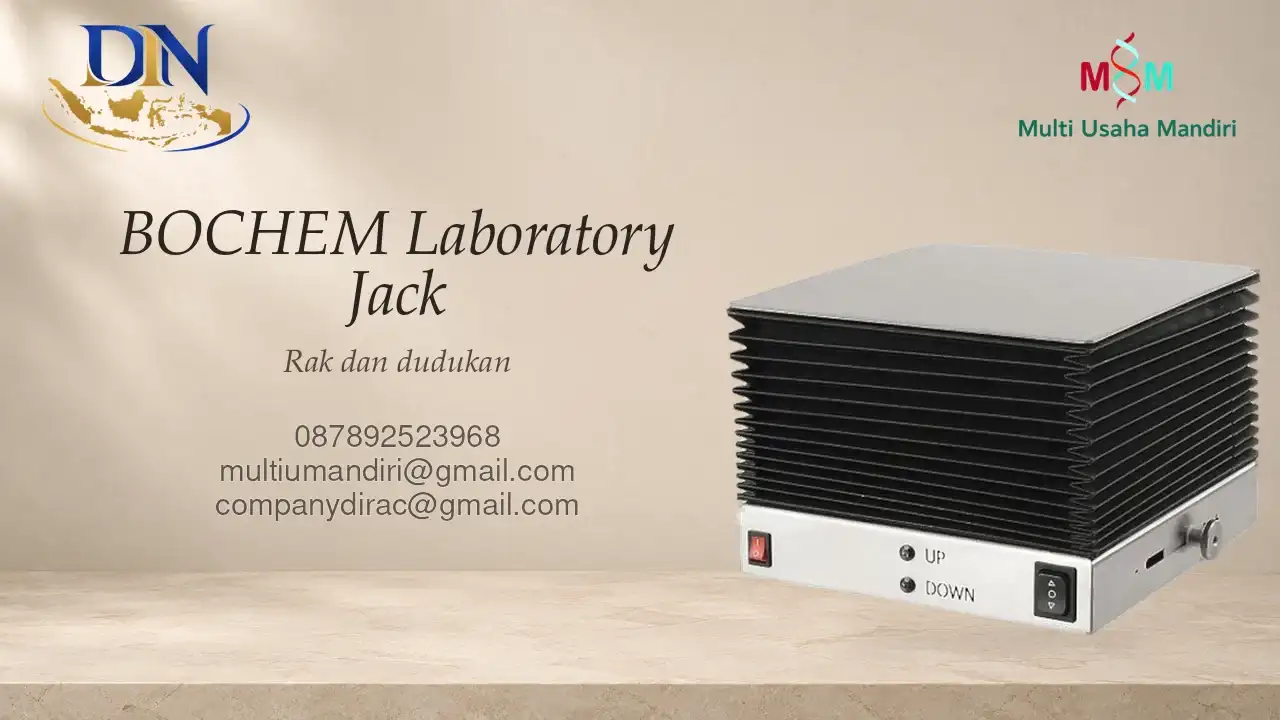 DN
MSM
Multi Usaha Mandiri
BOCHEM Laboratory
Jack
Rak dan dudukan
087892523968
multiumandiri@gmail.com
companydirac@gmail.com
UP
DOWN